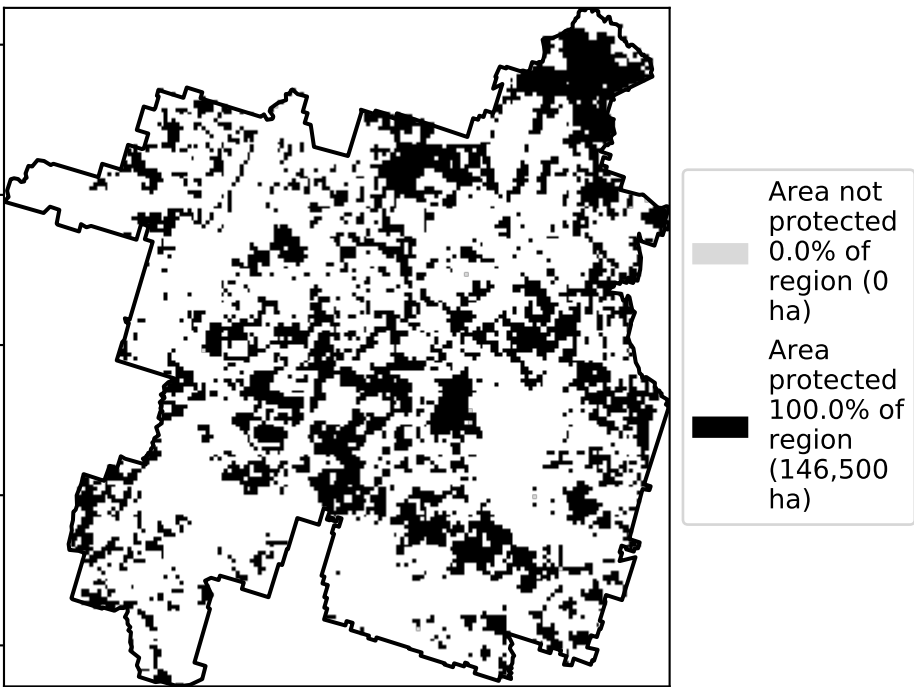 Area not
protected
0.0% of
region (0
ha)
Area
protected
100.0% of
region
(146,500
ha)